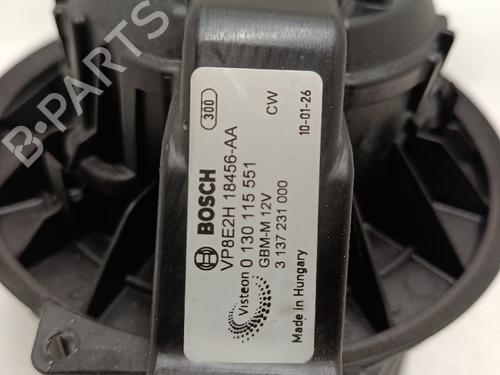 300
CW
10-01-26
BOSCH
VP8E2H 18456-AA
0 130 115 551
GBM-M 12V
3 137 231 000
Visteon
Made in Hungary
B-PARTS